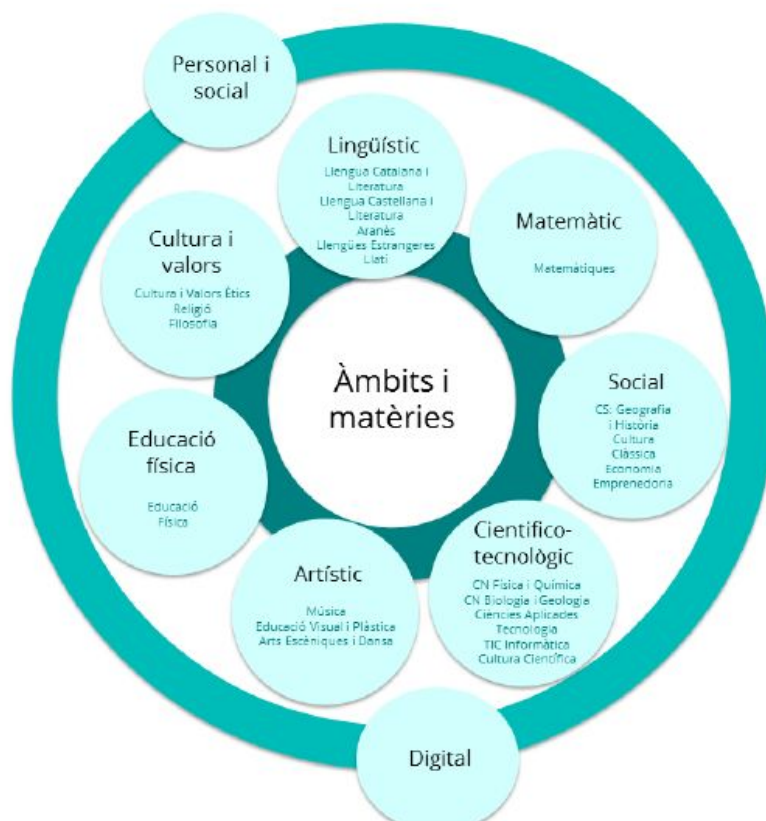 Personal i
social
Lingüístic
Llengua Catalana i
Literatura
Llengua Castellana i
Literatura
Aranès
Llengües Estrangeres
Llatí
Matemàtic
Matemàtiques
Cultura i
valors
Cultura i Valors Ètics
Religió
Filosofia
Àmbits i
matèries
Social
CS: Geografia
i Història
Cultura
Clàssica
Economia
Emprenedoria
Educació
física
Educació
Física
Artístic
Música
Educació Visual i Plàstica
Arts Escèniques i Dansa
Cientifico-
tecnològic
CN Física i Química
CN Biologia i Geologia
Ciències Aplicades
Tecnologia
TIC Informàtica
Cultura Científica
Digital